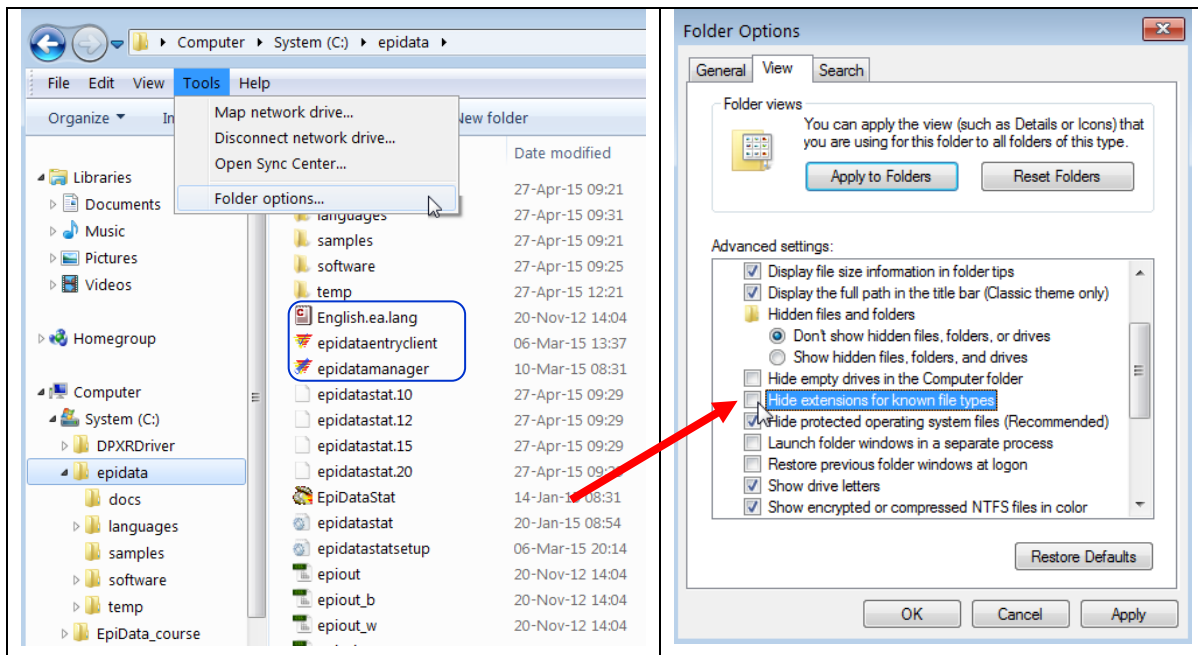 Computer ▸ System (C:) ▸ epidata ▸
File Edit View Tools Help
Organize In New folder
Map network drive...
Disconnect network drive...
Open Sync Center...
Folder options...
Libraries
Documents
Music
Pictures
Videos
Homegroup
Computer
System (C:)
DPXRDriver
epidata
docs
languages
samples
software
temp
EpiData_course
Date modified
27-Apr-15 09:21
languages 27-Apr-15 09:31
samples 27-Apr-15 09:21
software 27-Apr-15 09:25
temp 27-Apr-15 12:21
English.ea.lang 20-Nov-12 14:04
epidataentryclient 06-Mar-15 13:37
epidatamanager 10-Mar-15 08:31
epidatastat.10 27-Apr-15 09:29
epidatastat.12 27-Apr-15 09:29
epidatastat.15 27-Apr-15 09:29
epidatastat.20 27-Apr-15
EpiDataStat 14-Jan-15 08:31
epidatastat 20-Jan-15 08:54
epidatastatsetup 06-Mar-15 20:14
epiout 20-Nov-12 14:04
epiout_b 20-Nov-12 14:04
epiout_w 20-Nov-12 14:04
Folder Options
General View Search
Folder views
You can apply the view (such as Details or Icons) that
you are using for this folder to all folders of this type.
Apply to Folders Reset Folders
Advanced settings:
Display file size information in folder tips
Display the full path in the title bar (Classic theme only)
Hidden files and folders
Don't show hidden files, folders, or drives
Show hidden files, folders, and drives
Hide empty drives in the Computer folder
Hide extensions for known file types
Hide protected operating system files (Recommended)
Launch folder windows in a separate process
Restore previous folder windows at logon
Show drive letters
Show encrypted or compressed NTFS files in color
Restore Defaults
OK Cancel Apply